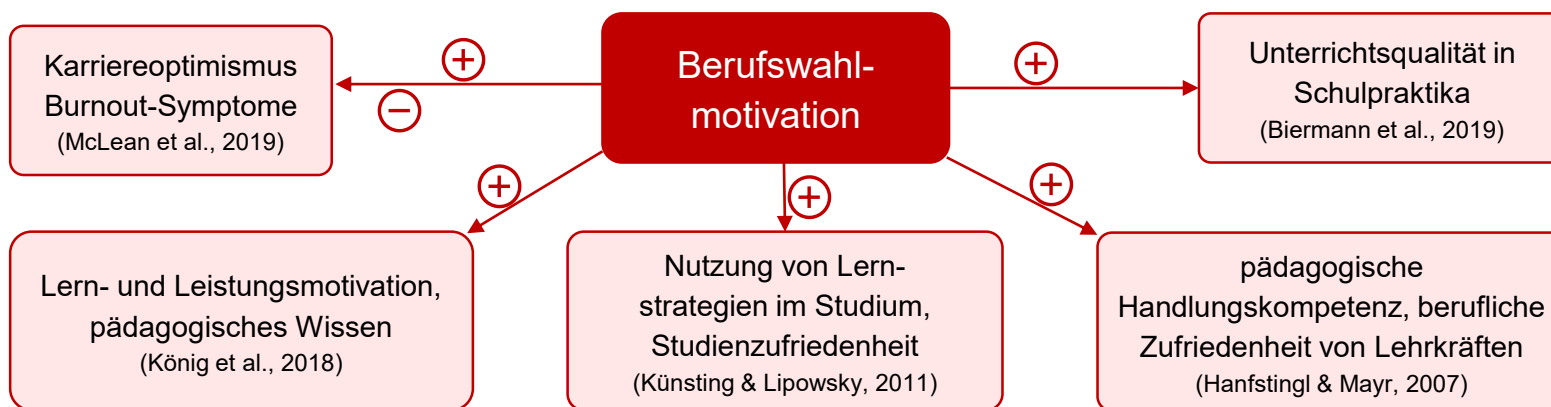 Karriereoptimismus
Burnout-Symptome
(McLean et al., 2019)
+
−
Berufswahl-
motivation
+
Unterrichtsqualität in
Schulpraktika
(Biermann et al., 2019)
+
+
+
Lern- und Leistungsmotivation,
pädagogisches Wissen
(König et al., 2018)
Nutzung von Lern-
strategien im Studium,
Studienzufriedenheit
(Künsting & Lipowsky, 2011)
pädagogische
Handlungskompetenz, berufliche
Zufriedenheit von Lehrkräften
(Hanfstingl & Mayr, 2007)